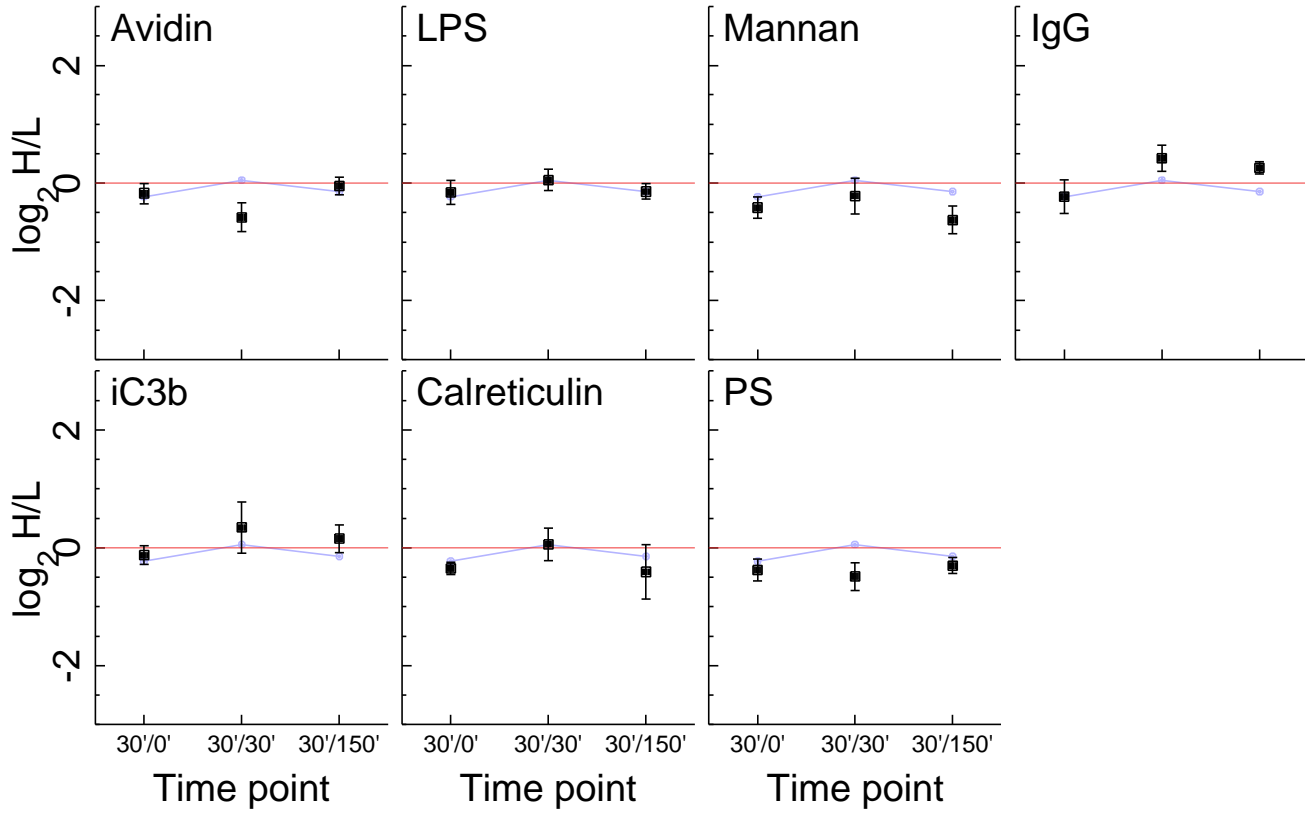 Avidin
LPS
Mannan
IgG
2
0
-2
log2 H/L
iC3b
Calreticulin
PS
2
0
-2
log2 H/L
30'/0' 30'/30' 30'/150'
30'/0' 30'/30' 30'/150'
30'/0' 30'/30' 30'/150'
Time point
Time point
Time point